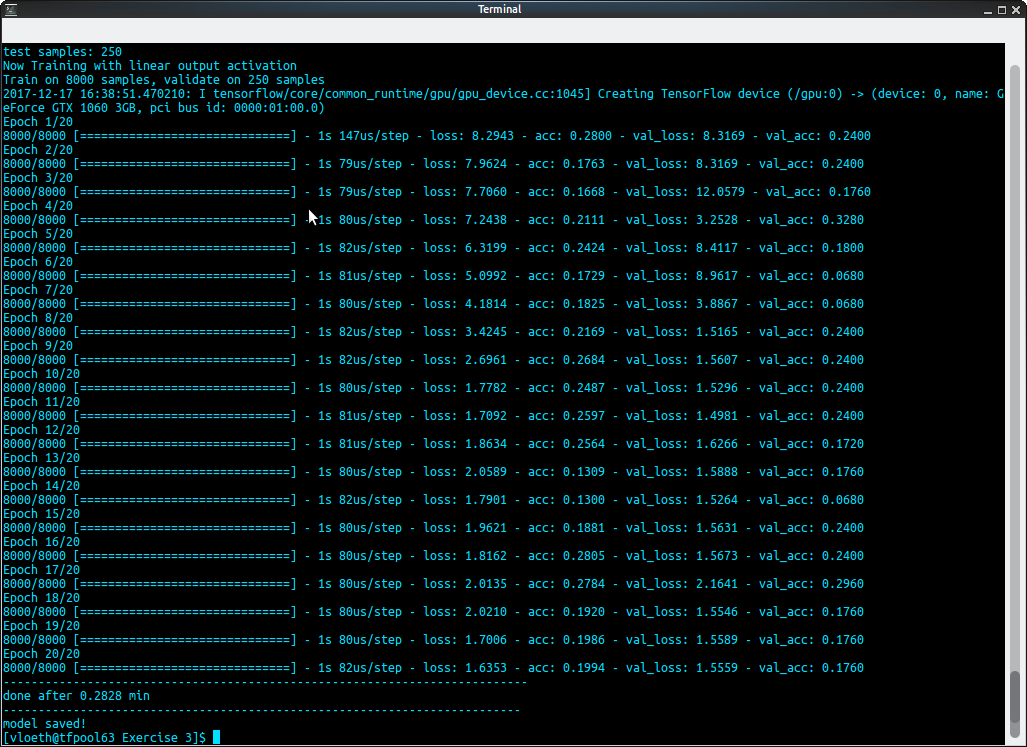 Terminal
test samples: 250
Now Training with linear output activation
Train on 8000 samples, validate on 250 samples
2017-12-17 16:38:51.470210: I tensorflow/core/common_runtime/gpu/gpu_device.cc:1045] Creating TensorFlow device (/gpu:0) -> (device: 0, name: G
eForce GTX 1060 3GB, pci bus id: 0000:01:00.0)
Epoch 1/20
8000/8000 [==============================] - 1s 147us/step - loss: 8.2943 - acc: 0.2800 - val_loss: 8.3169 - val_acc: 0.2400
Epoch 2/20
8000/8000 [==============================] - 1s 79us/step - loss: 7.9624 - acc: 0.1763 - val_loss: 8.3169 - val_acc: 0.2400
Epoch 3/20
8000/8000 [==============================] - 1s 79us/step - loss: 7.7060 - acc: 0.1668 - val_loss: 12.0579 - val_acc: 0.1760
Epoch 4/20
8000/8000 [==============================] - 1s 80us/step - loss: 7.2438 - acc: 0.2111 - val_loss: 3.2528 - val_acc: 0.3280
Epoch 5/20
8000/8000 [==============================] - 1s 82us/step - loss: 6.3199 - acc: 0.2424 - val_loss: 8.4117 - val_acc: 0.1800
Epoch 6/20
8000/8000 [==============================] - 1s 81us/step - loss: 5.0992 - acc: 0.1729 - val_loss: 8.9617 - val_acc: 0.0680
Epoch 7/20
8000/8000 [==============================] - 1s 80us/step - loss: 4.1814 - acc: 0.1825 - val_loss: 3.8867 - val_acc: 0.0680
Epoch 8/20
8000/8000 [==============================] - 1s 82us/step - loss: 3.4245 - acc: 0.2169 - val_loss: 1.5165 - val_acc: 0.2400
Epoch 9/20
8000/8000 [==============================] - 1s 82us/step - loss: 2.6961 - acc: 0.2684 - val_loss: 1.5607 - val_acc: 0.2400
Epoch 10/20
8000/8000 [==============================] - 1s 80us/step - loss: 1.7782 - acc: 0.2487 - val_loss: 1.5296 - val_acc: 0.2400
Epoch 11/20
8000/8000 [==============================] - 1s 81us/step - loss: 1.7092 - acc: 0.2597 - val_loss: 1.4981 - val_acc: 0.2400
Epoch 12/20
8000/8000 [==============================] - 1s 81us/step - loss: 1.8634 - acc: 0.2564 - val_loss: 1.6266 - val_acc: 0.1720
Epoch 13/20
8000/8000 [==============================] - 1s 80us/step - loss: 2.0589 - acc: 0.1309 - val_loss: 1.5888 - val_acc: 0.1760
Epoch 14/20
8000/8000 [==============================] - 1s 82us/step - loss: 1.7901 - acc: 0.1300 - val_loss: 1.5264 - val_acc: 0.0680
Epoch 15/20
8000/8000 [==============================] - 1s 80us/step - loss: 1.9621 - acc: 0.1881 - val_loss: 1.5631 - val_acc: 0.2400
Epoch 16/20
8000/8000 [==============================] - 1s 80us/step - loss: 1.8162 - acc: 0.2805 - val_loss: 1.5673 - val_acc: 0.2400
Epoch 17/20
8000/8000 [==============================] - 1s 80us/step - loss: 2.0135 - acc: 0.2784 - val_loss: 2.1641 - val_acc: 0.2960
Epoch 18/20
8000/8000 [==============================] - 1s 80us/step - loss: 2.0210 - acc: 0.1920 - val_loss: 1.5546 - val_acc: 0.1760
Epoch 19/20
8000/8000 [==============================] - 1s 80us/step - loss: 1.7006 - acc: 0.1986 - val_loss: 1.5589 - val_acc: 0.1760
Epoch 20/20
8000/8000 [==============================] - 1s 82us/step - loss: 1.6353 - acc: 0.1994 - val_loss: 1.5559 - val_acc: 0.1760
---------------------------------------------------------------------------
done after 0.2828 min
--------------------------------------------------------------------------
model saved!
[vloeth@tfpool63 Exercise 3]$